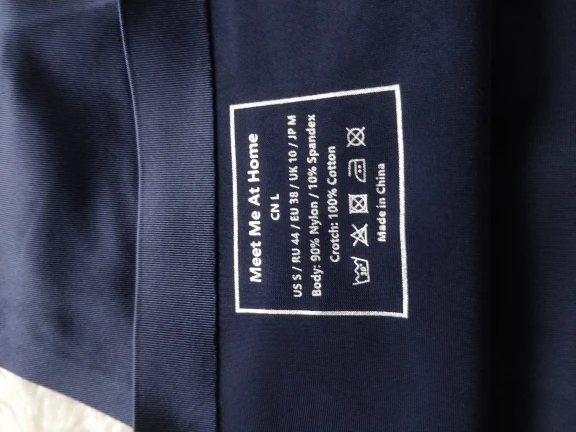 Meet Me At Home
CN L
US S / RU 44 / EU 38 / UK 10 / JP M
Body: 90% Nylon / 10% Spandex
Crotch: 100% Cotton
30°
Made in China